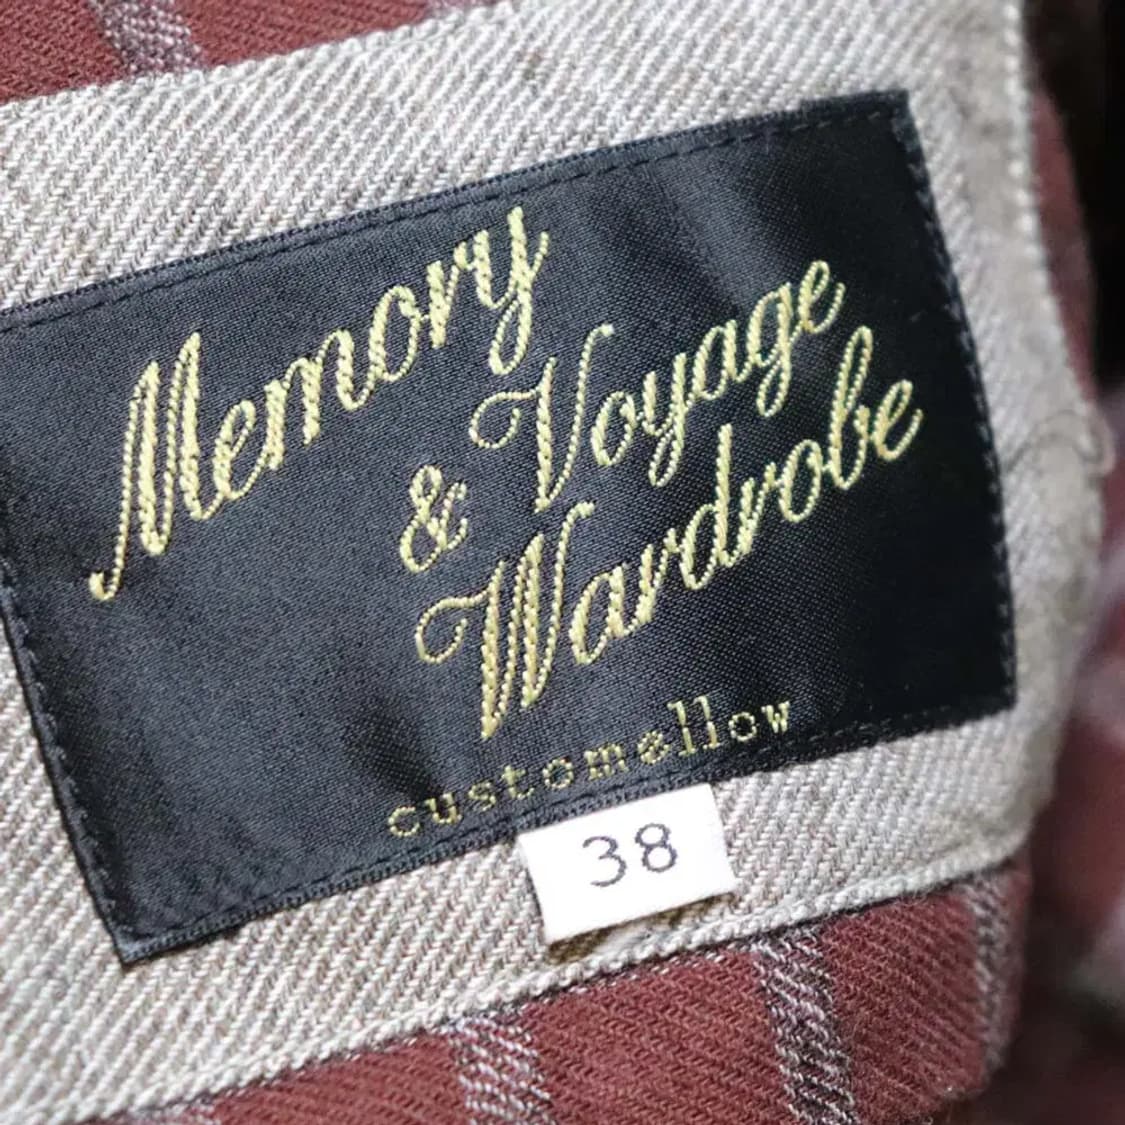 Memory
& Voyage
Wardrobe
customellow
38